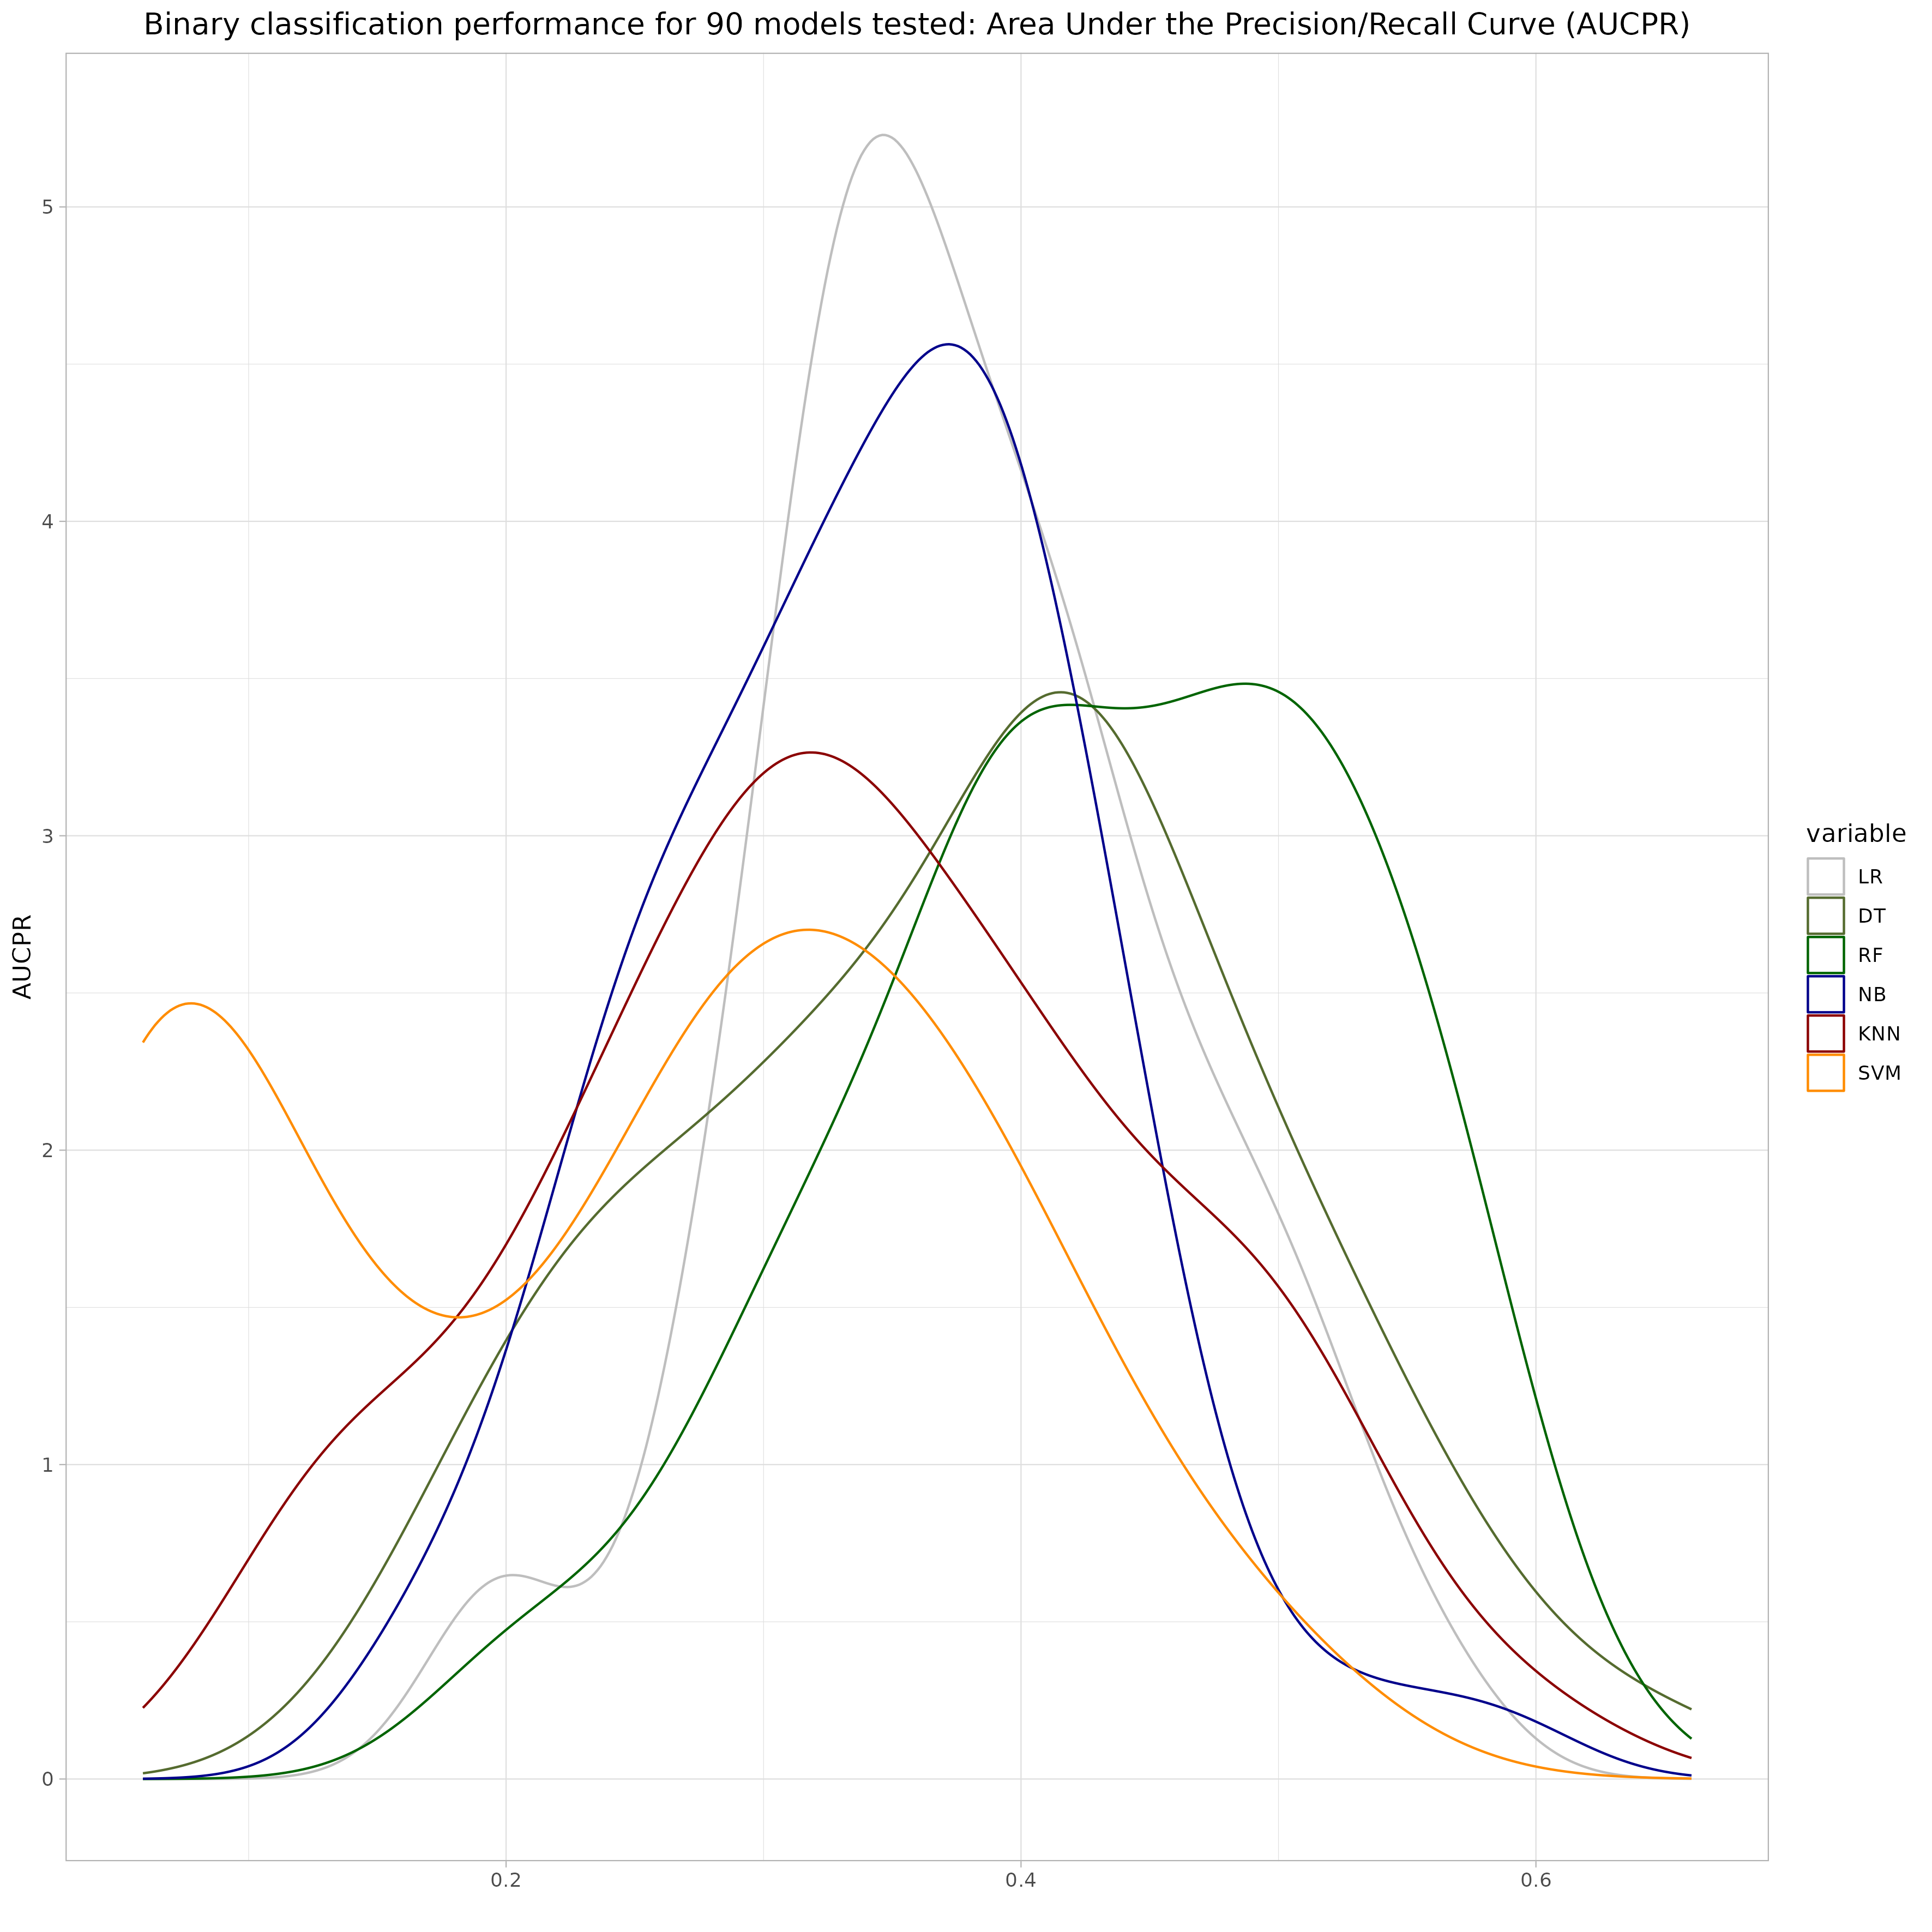 Binary classification performance for 90 models tested: Area Under the Precision/Recall Curve (AUCPR)
5
4
3
2
1
0
AUCPR
0.2
0.4
0.6
variable
LR
DT
RF
NB
KNN
SVM